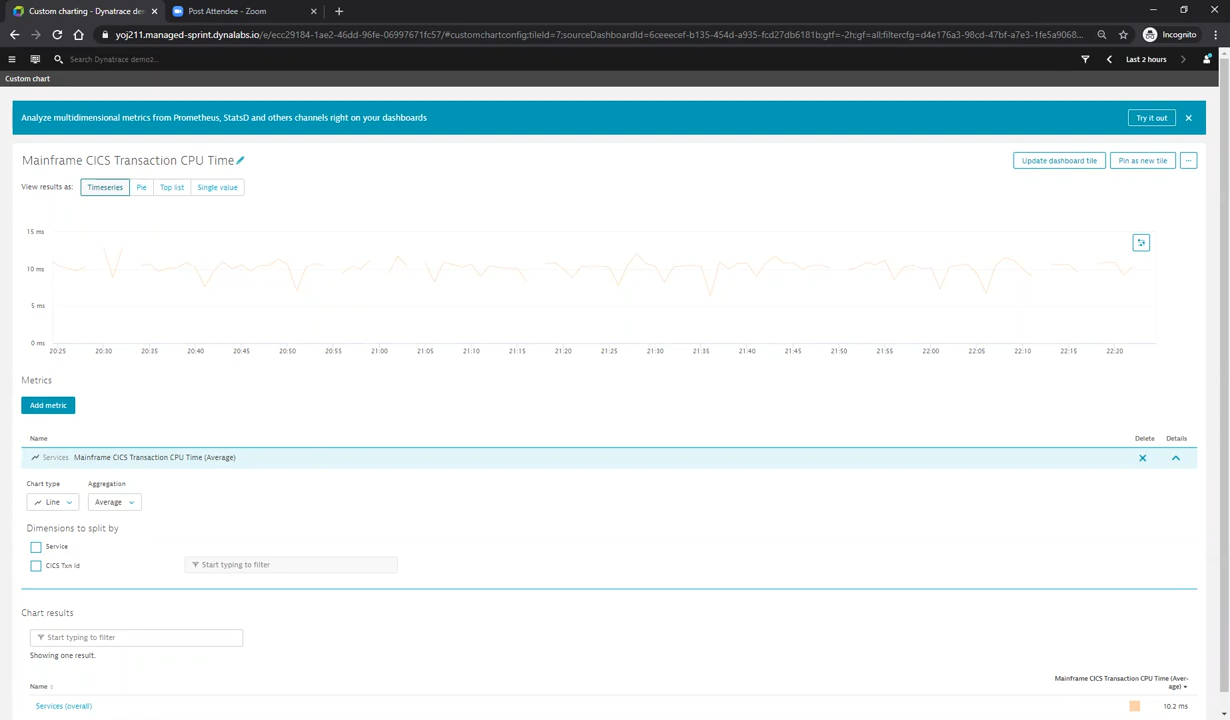 Custom charting - Dynatrace dem
Post Attendee - Zoom
yoj211.managed-sprint.dynalabs.io/e/ecc29184-1ae2-46dd-96fe-06997671fc57/#customchartconfig;tileId=7;sourceDashboardId=6ceeecef-b135-454d-a935-fcd27db6181b;gtf=-2h;gf=all;filtercfg=d4e176a3-98cd-47bf-a7e3-1fe5a9068...
Incognito
Search Dynatrace demo2...
Last 2 hours
Custom chart
Analyze multidimensional metrics from Prometheus, StatsD and others channels right on your dashboards
Try it out
Mainframe CICS Transaction CPU Time
Update dashboard tile
Pin as new tile
...
View results as:
Timeseries
Pie
Top list
Single value
15 ms
10 ms
5 ms
0 ms
20:25 20:30 20:35 20:40 20:45 20:50 20:55 21:00 21:05 21:10 21:15 21:20 21:25 21:30 21:35 21:40 21:45 21:50 21:55 22:00 22:05 22:10 22:15 22:20
Metrics
Add metric
Name
Delete
Details
Services Mainframe CICS Transaction CPU Time (Average)
Chart type
Aggregation
Line
Average
Dimensions to split by
Service
CICS Txn Id
Start typing to filter
Chart results
Start typing to filter
Showing one result.
Name
Mainframe CICS Transaction CPU Time (Aver-
age)
Services (overall)
10.2 ms